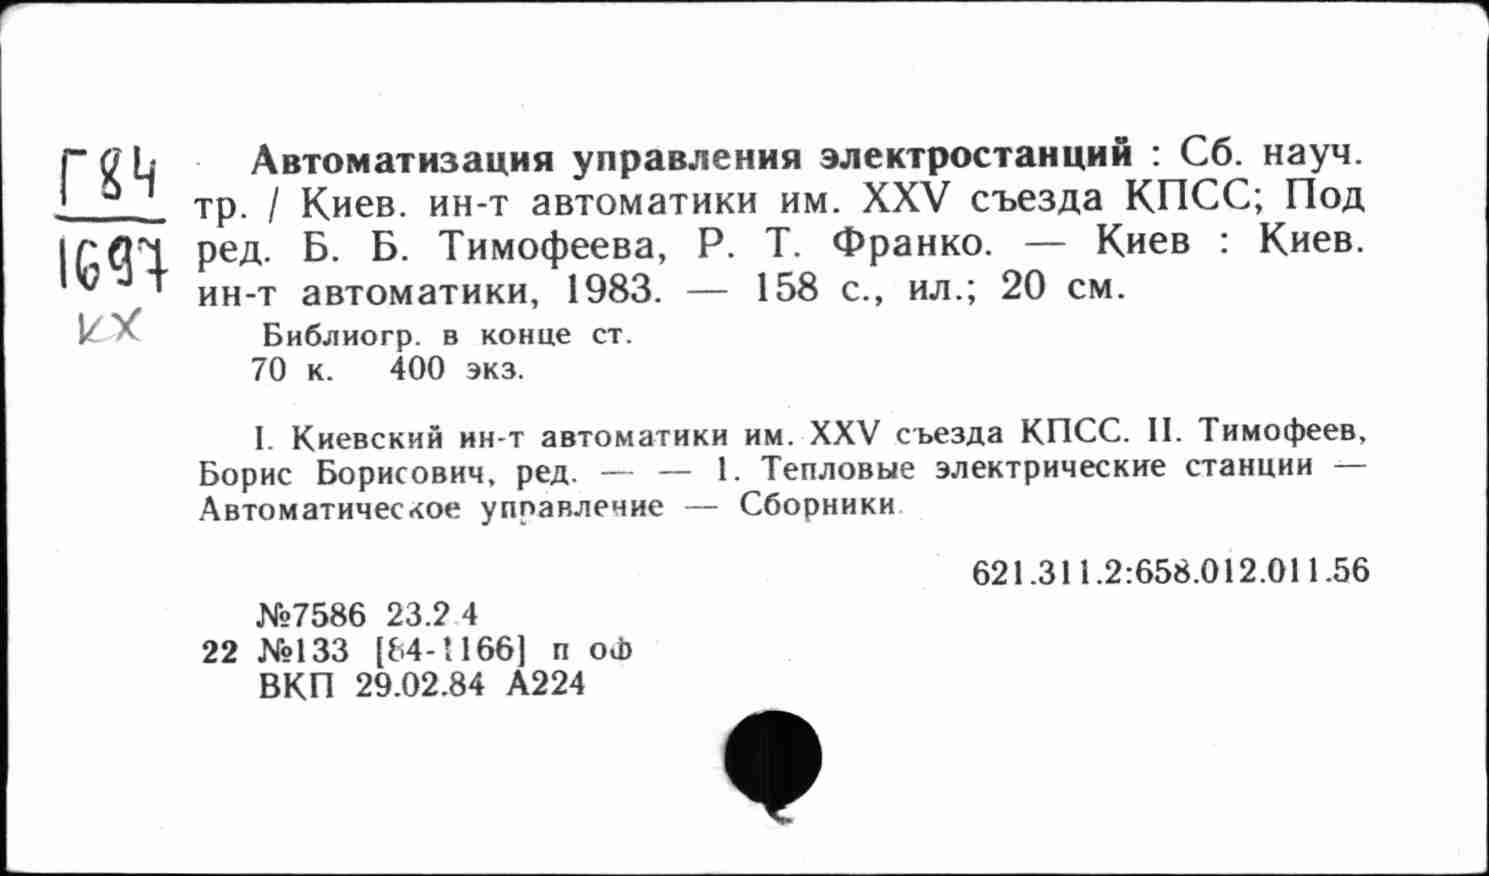 Г84
1697
кх
Автоматизация управления электростанций : Сб. науч.
тр. / Киев. ин-т автоматики им. XXV съезда КПСС; Под
ред. Б. Б. Тимофеева, Р. Т. Франко. — Киев : Киев.
ин-т автоматики, 1983. — 158 с., ил.; 20 см.
Библиогр. в конце ст.
70 к. 400 экз.
I. Киевский ин-т автоматики им. XXV съезда КПСС. II. Тимофеев,
Борис Борисович, ред. — — 1. Тепловые электрические станции —
Автоматическое управление — Сборники.
621.311.2:658.012.011.56
№7586 23.2 4
22 №133 [84-1166] п оф
ВКП 29.02.84 А224